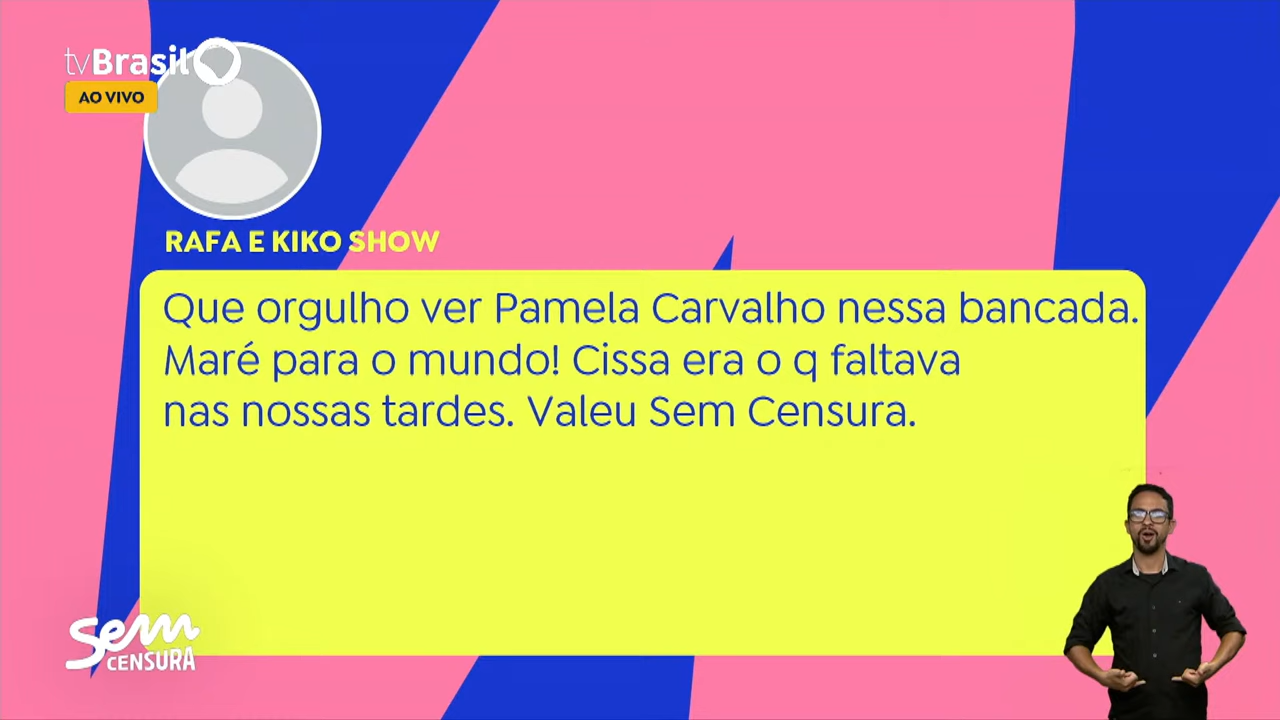 tvBrasil
AO VIVO
RAFA E KIKO SHOW
Que orgulho ver Pamela Carvalho nessa bancada.
Maré para o mundo! Cissa era o q faltava
nas nossas tardes. Valeu Sem Censura.
Sem
CENSURA